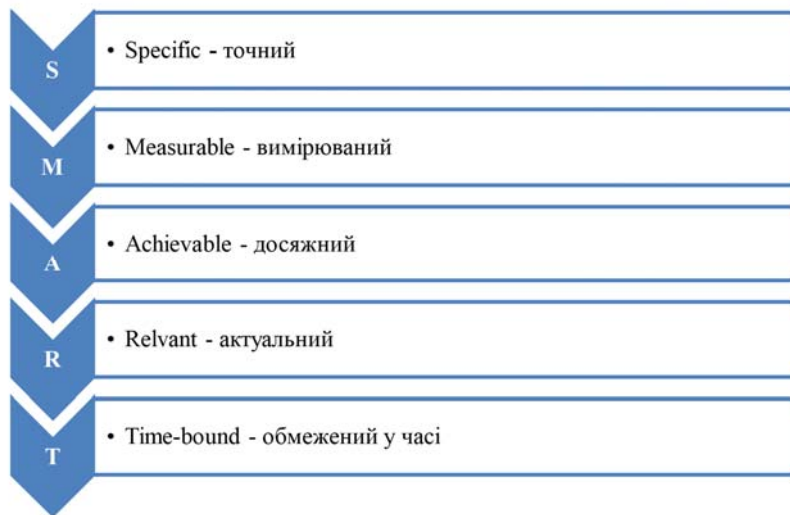 S
• Specific - точний
M
• Measurable - вимірюваний
A
• Achievable - досяжний
R
• Relvant - актуальний
T
• Time-bound - обмежений у часі